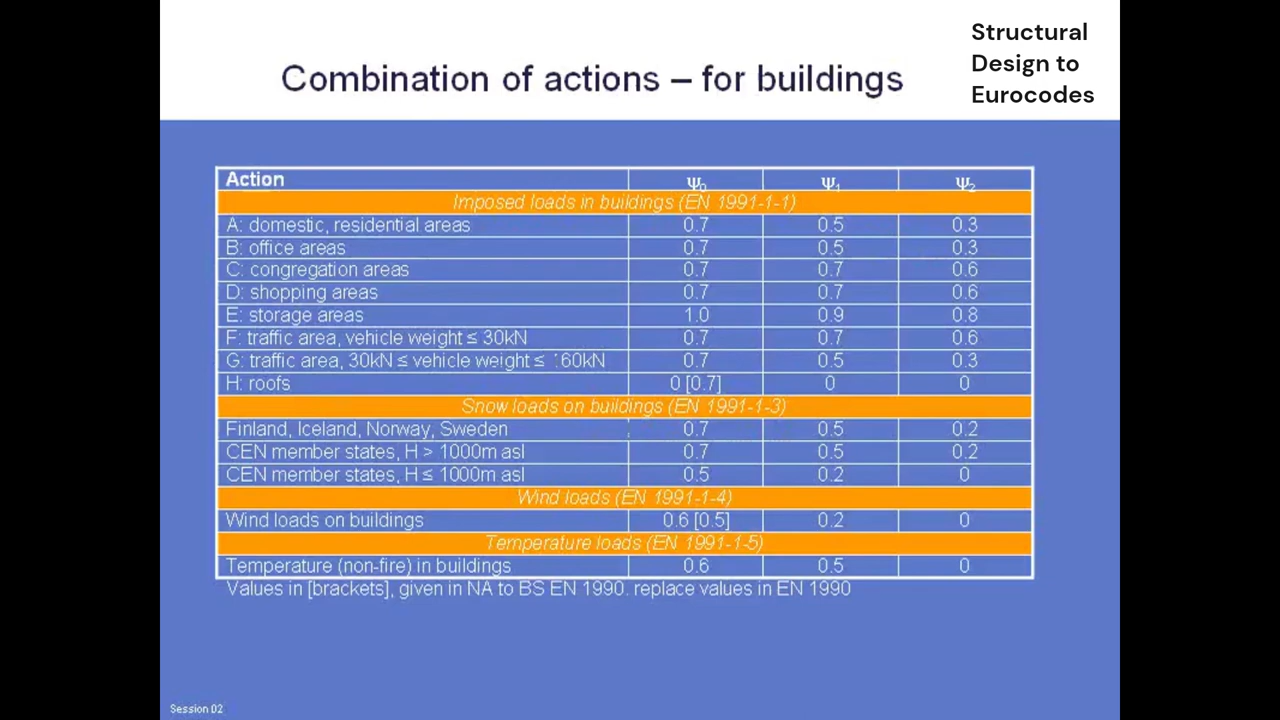 Structural
Design to
Eurocodes
Combination of actions – for buildings
Action Ψ0 Ψ1 Ψ2
Imposed loads in buildings (EN 1991-1-1)
A: domestic, residential areas 0.7 0.5 0.3
B: office areas 0.7 0.5 0.3
C: congregation areas 0.7 0.7 0.6
D: shopping areas 0.7 0.7 0.6
E: storage areas 1.0 0.9 0.8
F: traffic area, vehicle weight ≤ 30kN 0.7 0.7 0.6
G: traffic area, 30kN ≤ vehicle weight ≤ 160kN 0.7 0.5 0.3
H: roofs 0 [0.7] 0 0
Snow loads on buildings (EN 1991-1-3)
Finland, Iceland, Norway, Sweden 0.7 0.5 0.2
CEN member states, H > 1000m asl 0.7 0.5 0.2
CEN member states, H ≤ 1000m asl 0.5 0.2 0
Wind loads (EN 1991-1-4)
Wind loads on buildings 0.6 [0.5] 0.2 0
Temperature loads (EN 1991-1-5)
Temperature (non-fire) in buildings 0.6 0.5 0
Values in [brackets], given in NA to BS EN 1990. replace values in EN 1990
Session 02